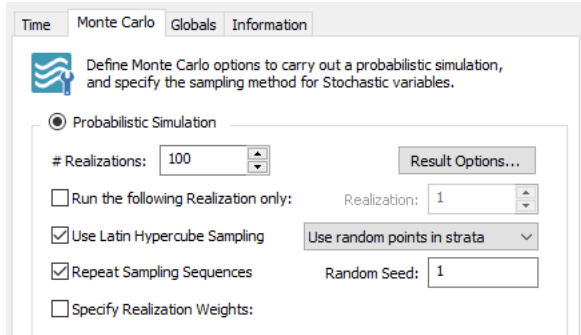 Time Monte Carlo Globals Information
Define Monte Carlo options to carry out a probabilistic simulation,
and specify the sampling method for Stochastic variables.
Probabilistic Simulation
# Realizations: 100 Result Options...
Run the following Realization only: Realization: 1
Use Latin Hypercube Sampling Use random points in strata
Repeat Sampling Sequences Random Seed: 1
Specify Realization Weights: